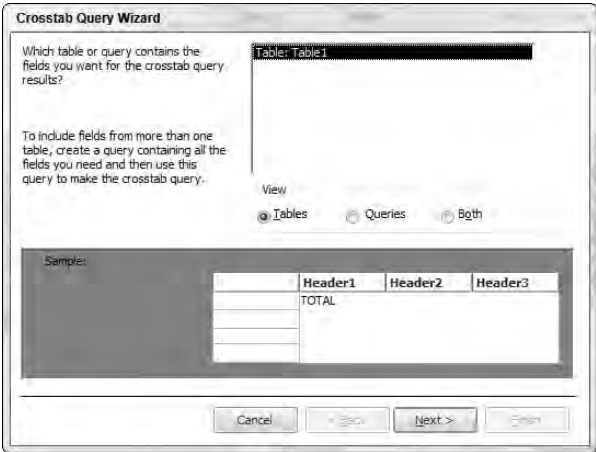 Crosstab Query Wizard
Which table or query contains the
fields you want for the crosstab query
results?
To include fields from more than one
table, create a query containing all the
fields you need and then use this
query to make the crosstab query.
Table: Table1
View
Tables
Queries
Both
Sample:
Header1 Header2 Header3
TOTAL
Cancel
< Back
Next >
Finish